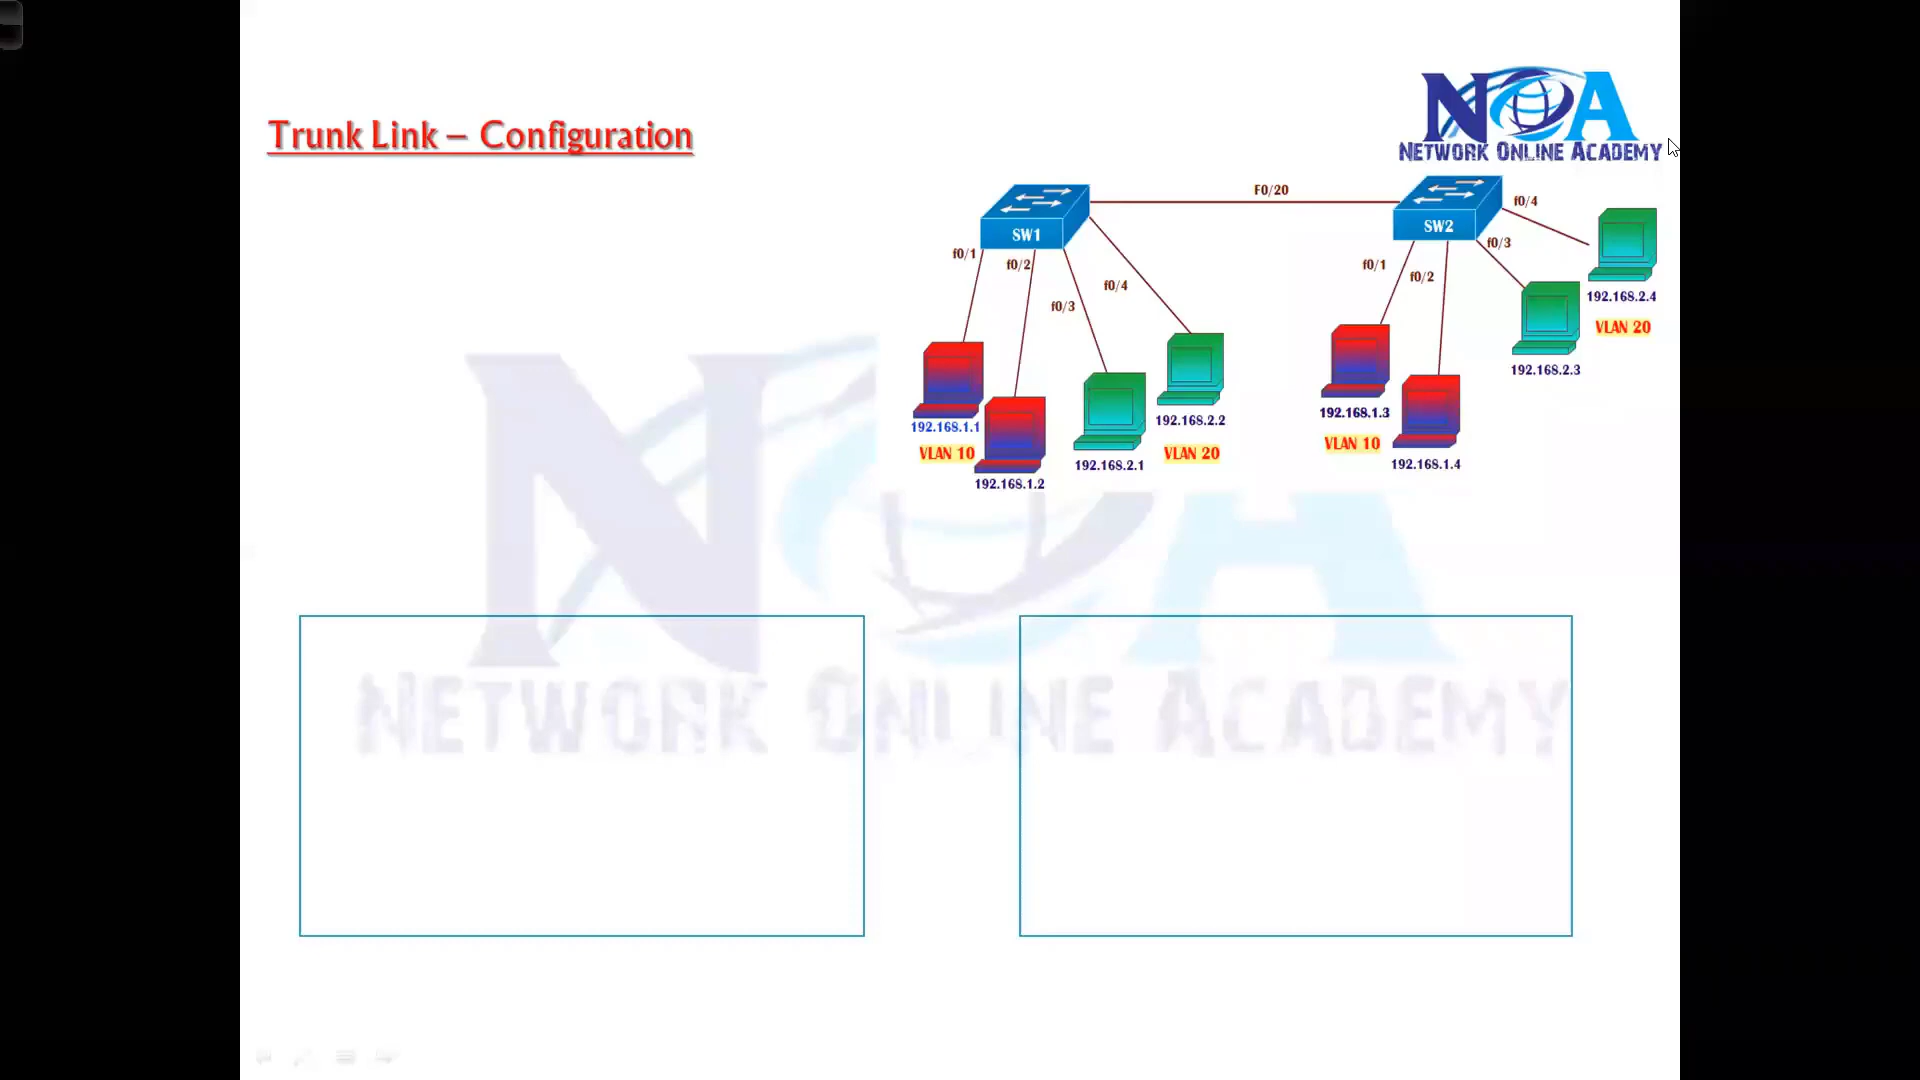 Trunk Link – Configuration
NOA
NETWORK ONLINE ACADEMY
F0/20
SW1
SW2
f0/1
f0/2
f0/3
f0/4
f0/1
f0/2
f0/3
f0/4
192.168.1.1
VLAN 10
192.168.1.2
192.168.2.1
192.168.2.2
VLAN 20
192.168.1.3
VLAN 10
192.168.1.4
192.168.2.3
192.168.2.4
VLAN 20
NOA
NETWORK ONLINE ACADEMY